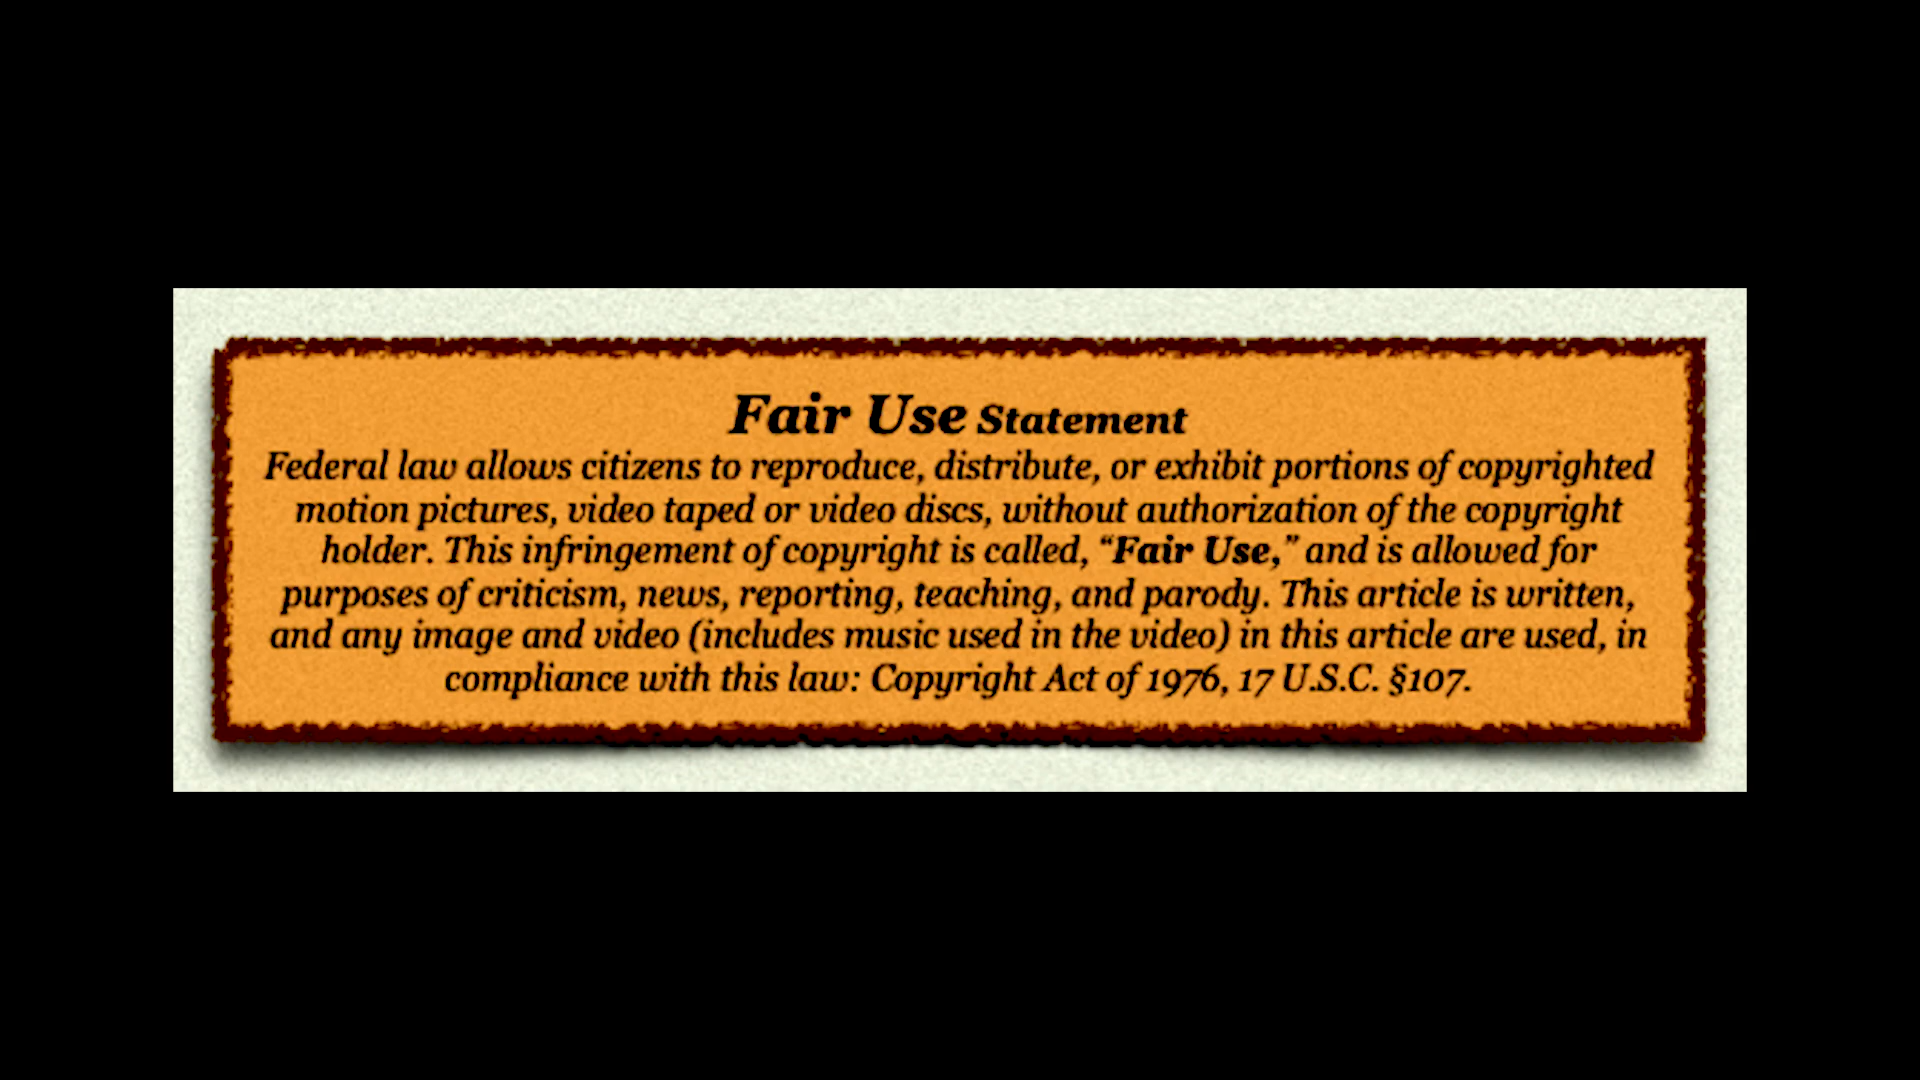 Fair Use Statement
Federal law allows citizens to reproduce, distribute, or exhibit portions of copyrighted
motion pictures, video taped or video discs, without authorization of the copyright
holder. This infringement of copyright is called, “Fair Use,” and is allowed for
purposes of criticism, news, reporting, teaching, and parody. This article is written,
and any image and video (includes music used in the video) in this article are used, in
compliance with this law: Copyright Act of 1976, 17 U.S.C. §107.